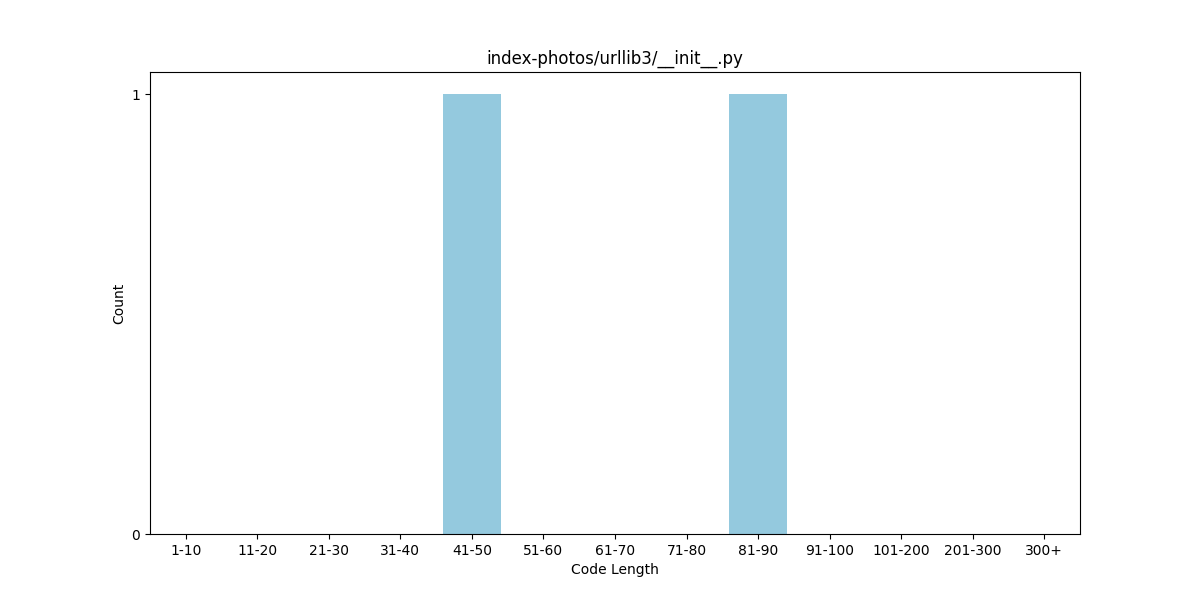 index-photos/urllib3/__init__.py
1
Count
0
1-10 11-20 21-30 31-40 41-50 51-60 61-70 71-80 81-90 91-100 101-200 201-300 300+
Code Length